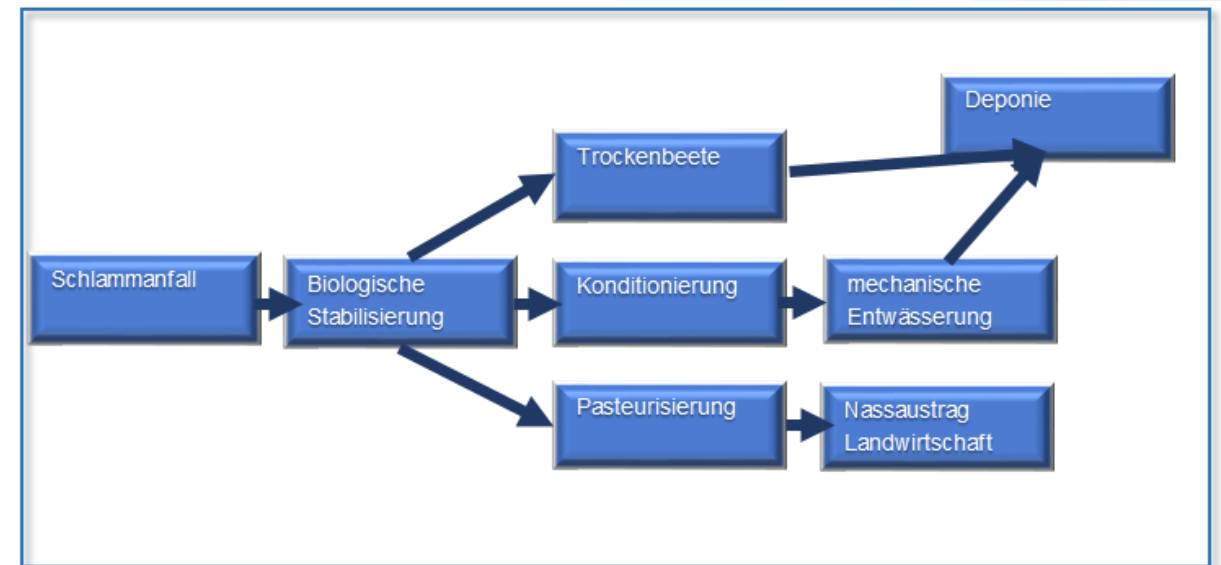 Deponie
Trockenbeete
Schlammanfall
Biologische
Stabilisierung
Konditionierung
mechanische
Entwässerung
Pasteurisierung
Nassaustrag
Landwirtschaft